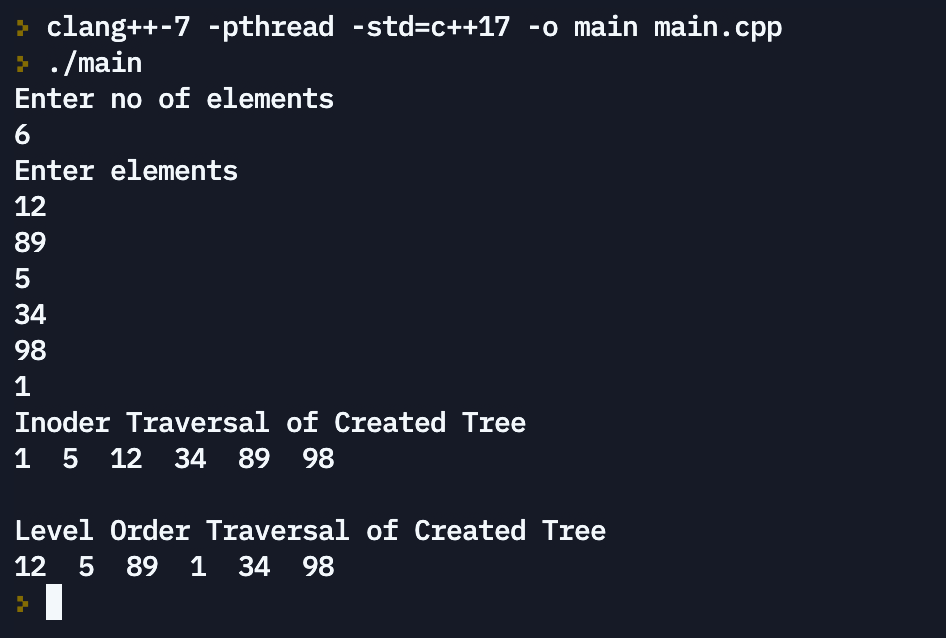 clang++-7 -pthread -std=c++17 -o main main.cpp
./main
Enter no of elements
6
Enter elements
12
89
5
34
98
1
Inoder Traversal of Created Tree
1  5  12  34  89  98
Level Order Traversal of Created Tree
12  5  89  1  34  98